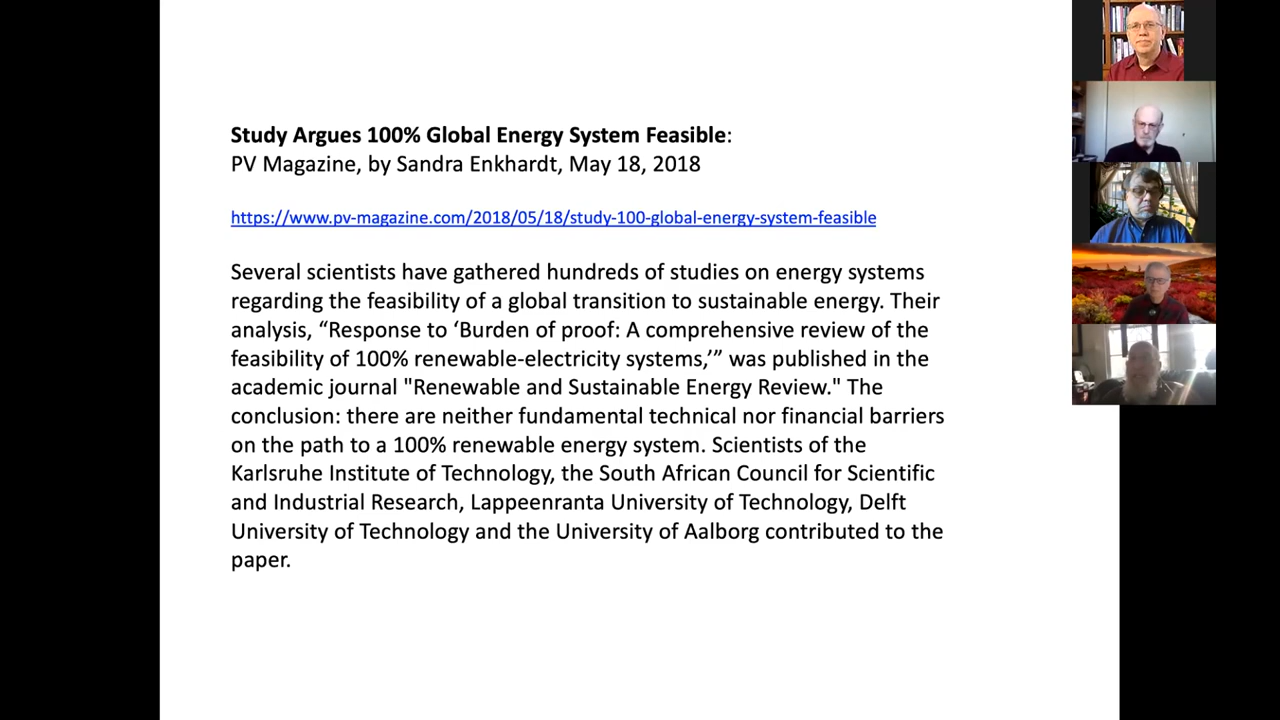 Study Argues 100% Global Energy System Feasible:
PV Magazine, by Sandra Enkhardt, May 18, 2018
https://www.pv-magazine.com/2018/05/18/study-100-global-energy-system-feasible
Several scientists have gathered hundreds of studies on energy systems
regarding the feasibility of a global transition to sustainable energy. Their
analysis, “Response to ‘Burden of proof: A comprehensive review of the
feasibility of 100% renewable-electricity systems,’” was published in the
academic journal "Renewable and Sustainable Energy Review." The
conclusion: there are neither fundamental technical nor financial barriers
on the path to a 100% renewable energy system. Scientists of the
Karlsruhe Institute of Technology, the South African Council for Scientific
and Industrial Research, Lappeenranta University of Technology, Delft
University of Technology and the University of Aalborg contributed to the
paper.